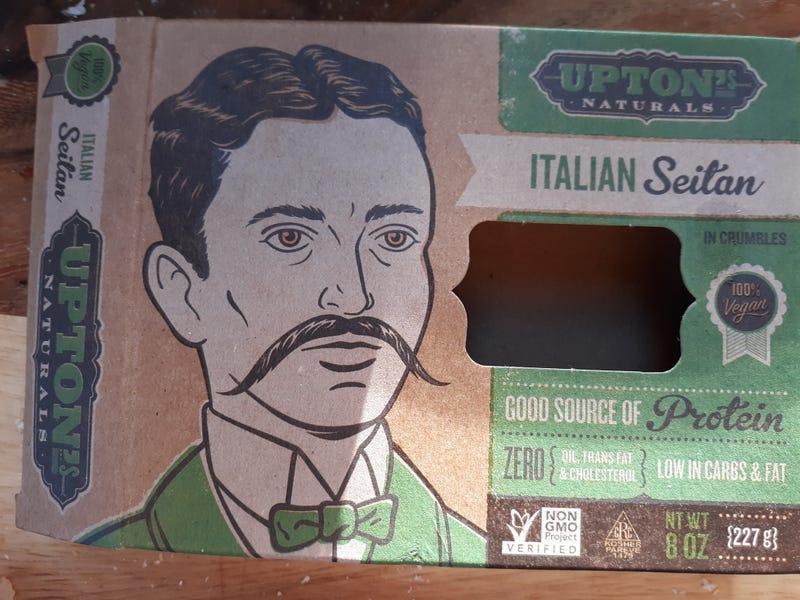 100%
Vegan
ITALIAN
Seitan
UPTON'S
NATURALS
UPTON'S
NATURALS
ITALIAN Seitan
IN CRUMBLES
100%
Vegan
GOOD SOURCE OF Protein
ZERO { OIL, TRANS FAT & CHOLESTEROL } LOW IN CARBS & FAT
NON
GMO
Project
VERIFIED
KOSHER
PAREVE
NT WT
8 OZ
{227 g}